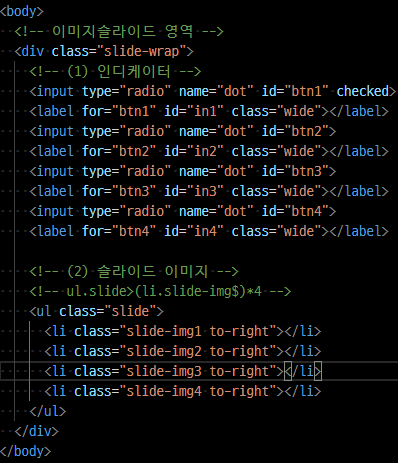 <body>
<!-- 이미지슬라이드 영역 -->
<div class="slide-wrap">
<!-- (1) 인디케이터 -->
<input type="radio" name="dot" id="btn1" checked>
<label for="btn1" id="in1" class="wide"></label>
<input type="radio" name="dot" id="btn2">
<label for="btn2" id="in2" class="wide"></label>
<input type="radio" name="dot" id="btn3">
<label for="btn3" id="in3" class="wide"></label>
<input type="radio" name="dot" id="btn4">
<label for="btn4" id="in4" class="wide"></label>
<!-- (2) 슬라이드 이미지 -->
<!-- ul.slide>(li.slide-img$)*4 -->
<ul class="slide">
<li class="slide-img1 to-right"></li>
<li class="slide-img2 to-right"></li>
<li class="slide-img3 to-right"></li>
<li class="slide-img4 to-right"></li>
</ul>
</div>
</body>